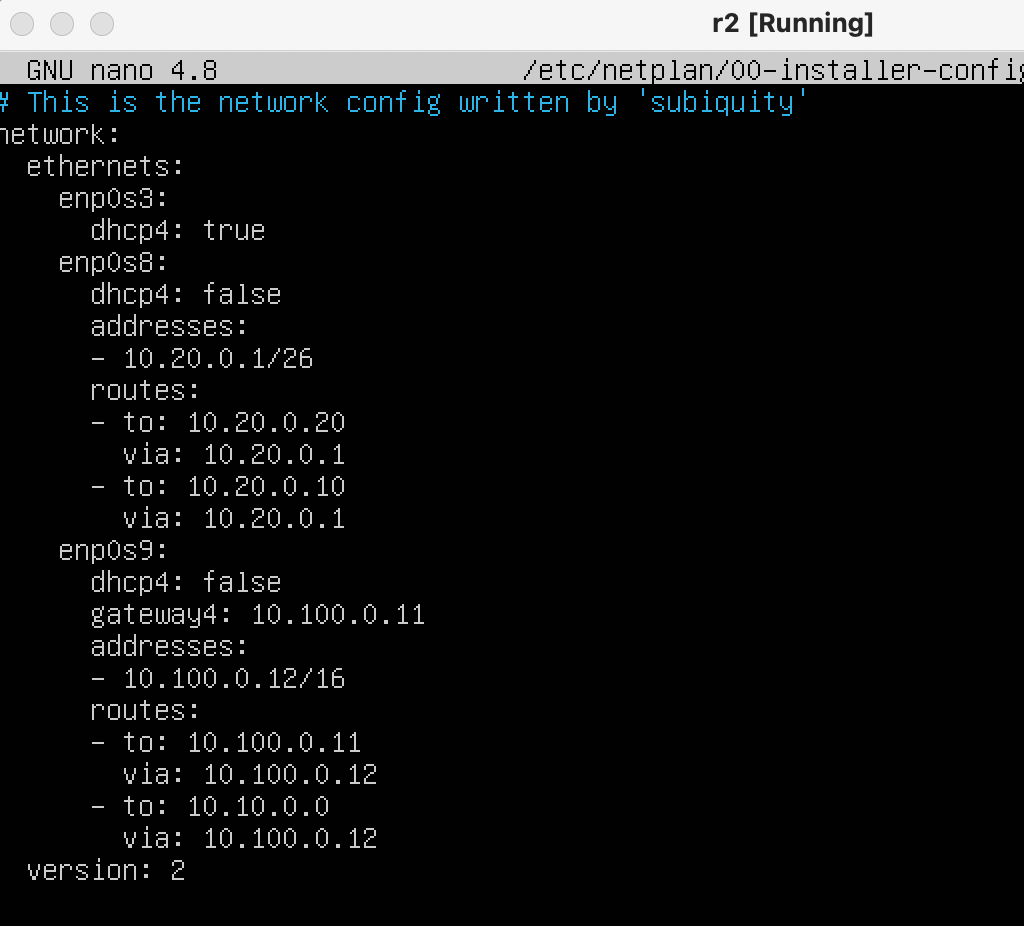 r2 [Running]
GNU nano 4.8 /etc/netplan/00-installer-config
# This is the network config written by 'subiquity'
network:
  ethernets:
    enp0s3:
      dhcp4: true
    enp0s8:
      dhcp4: false
      addresses:
      - 10.20.0.1/26
      routes:
      - to: 10.20.0.20
        via: 10.20.0.1
      - to: 10.20.0.10
        via: 10.20.0.1
    enp0s9:
      dhcp4: false
      gateway4: 10.100.0.11
      addresses:
      - 10.100.0.12/16
      routes:
      - to: 10.100.0.11
        via: 10.100.0.12
      - to: 10.10.0.0
        via: 10.100.0.12
  version: 2